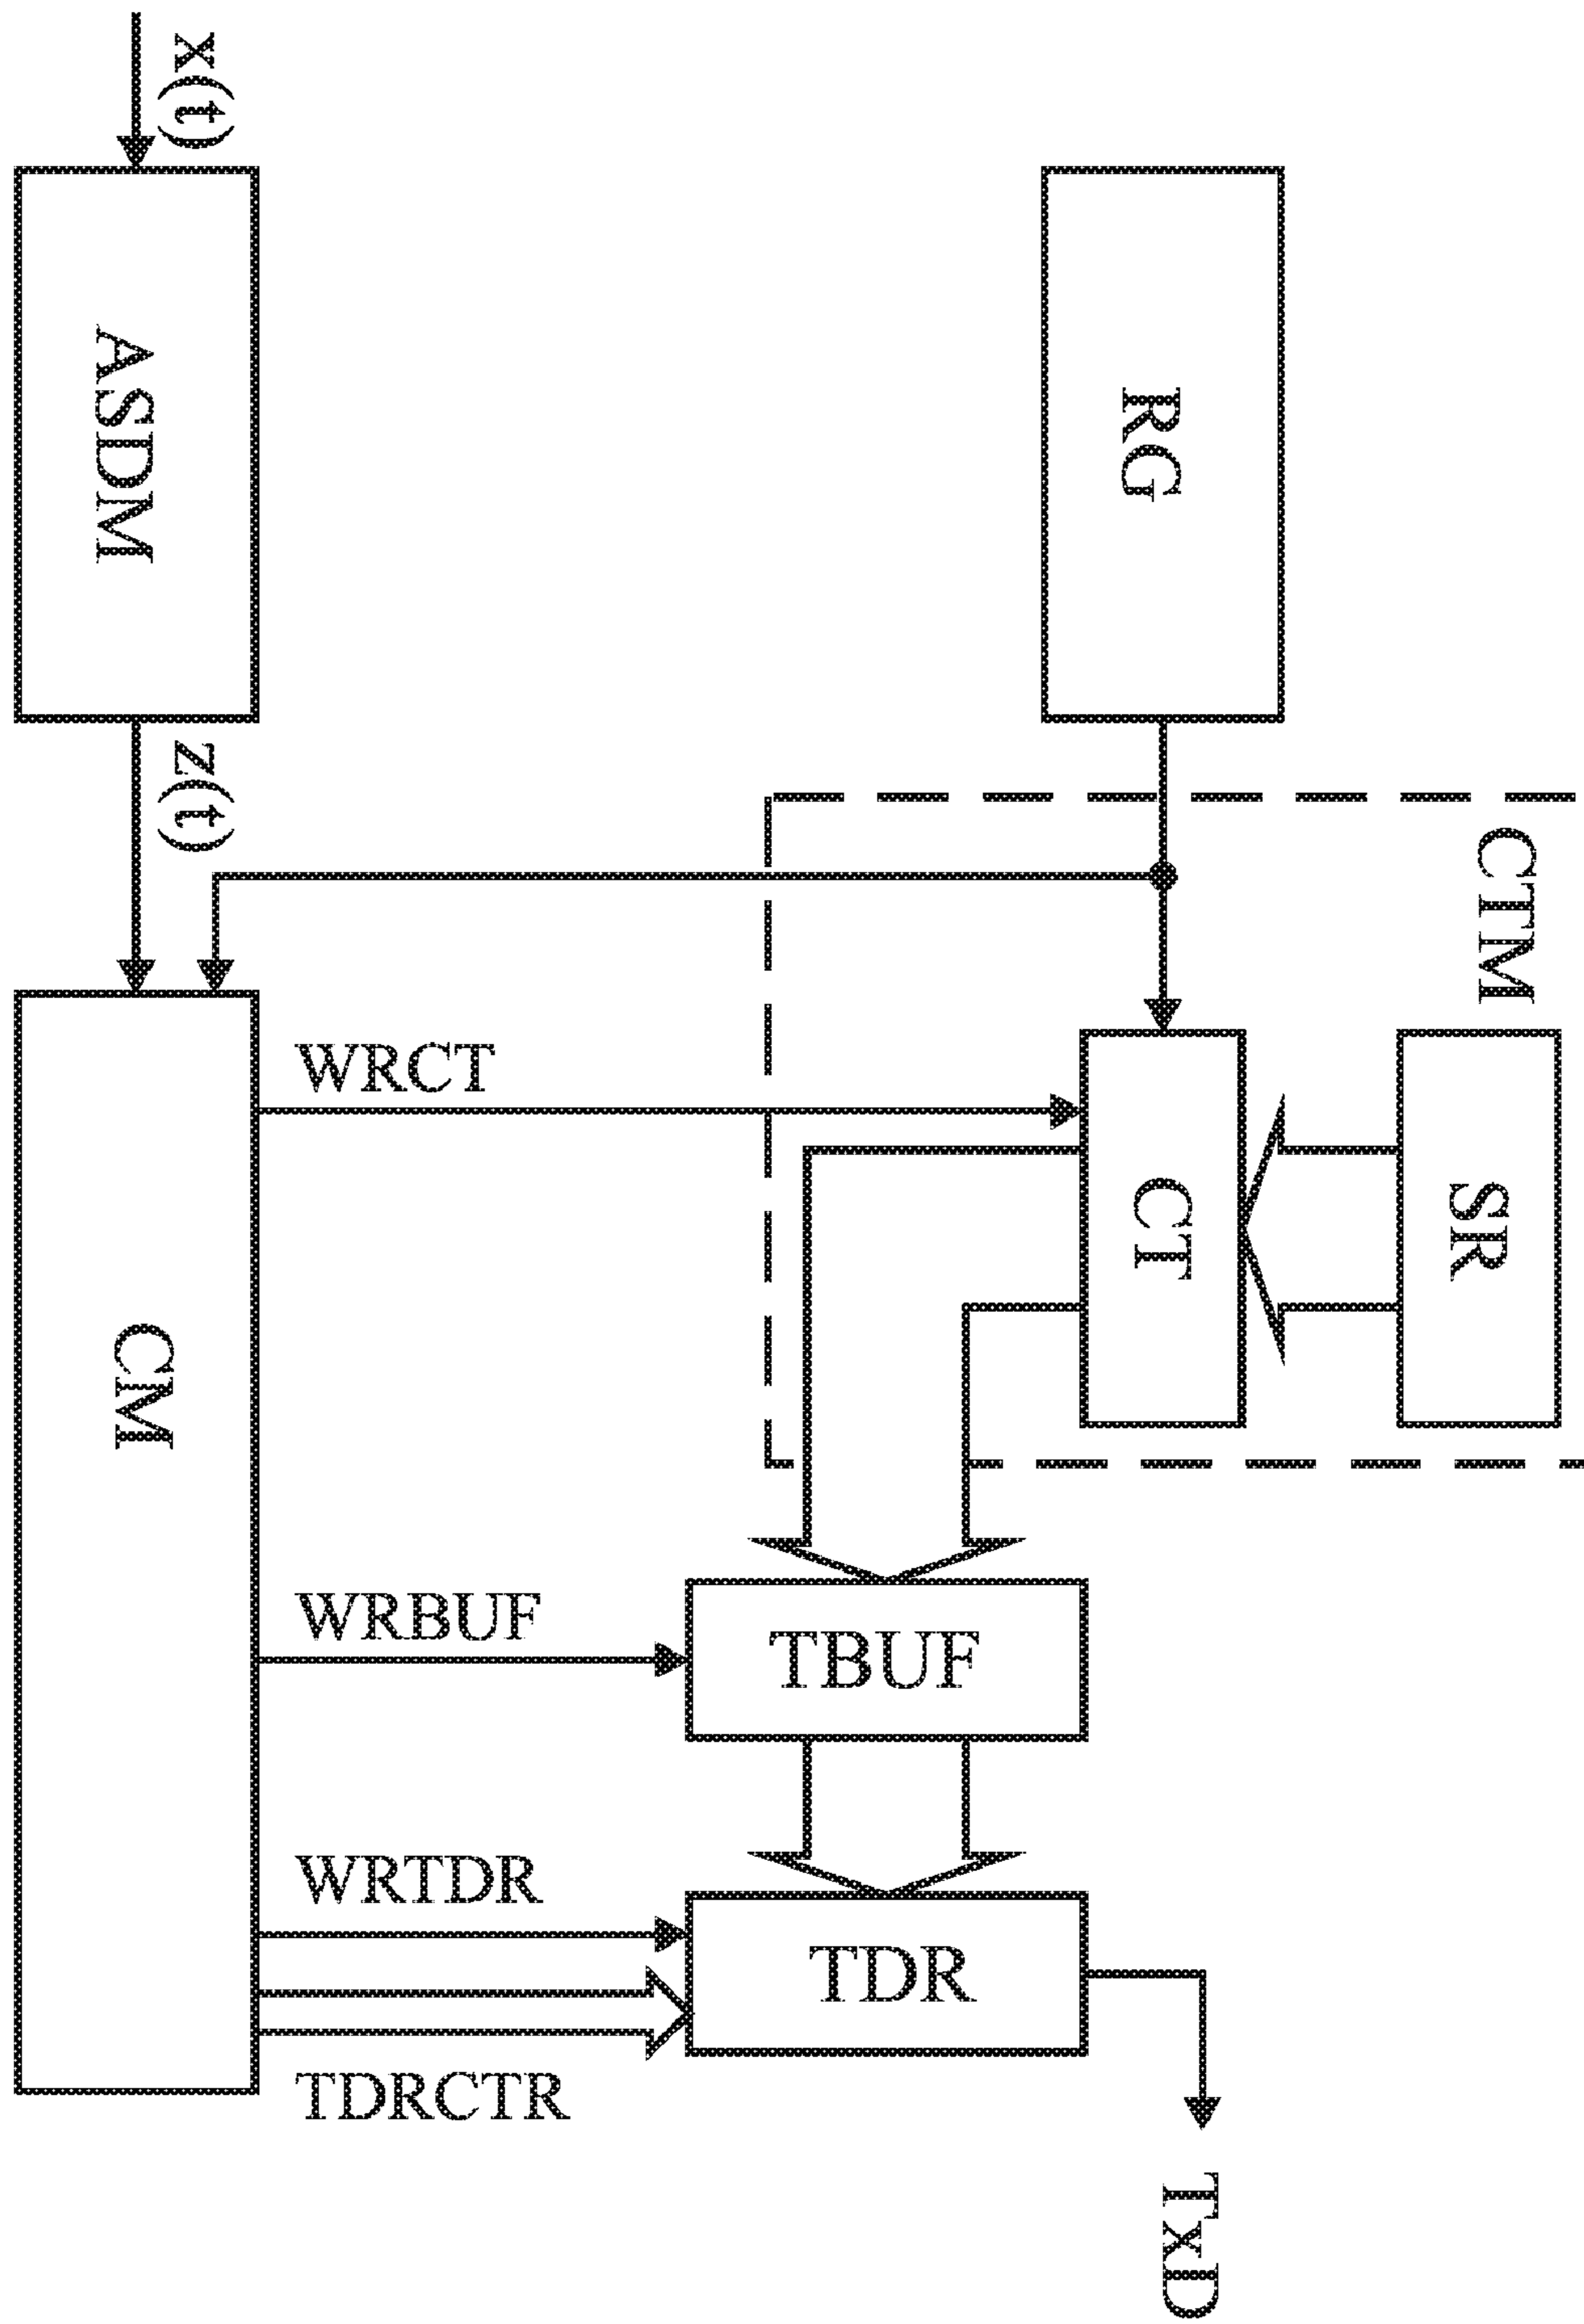 x(t)
ASDM
RG
z(t)
CTM
WRCT
CT
SR
CM
WRBUF
TBUF
WRTDR
TDR
TDRCTR
TxD